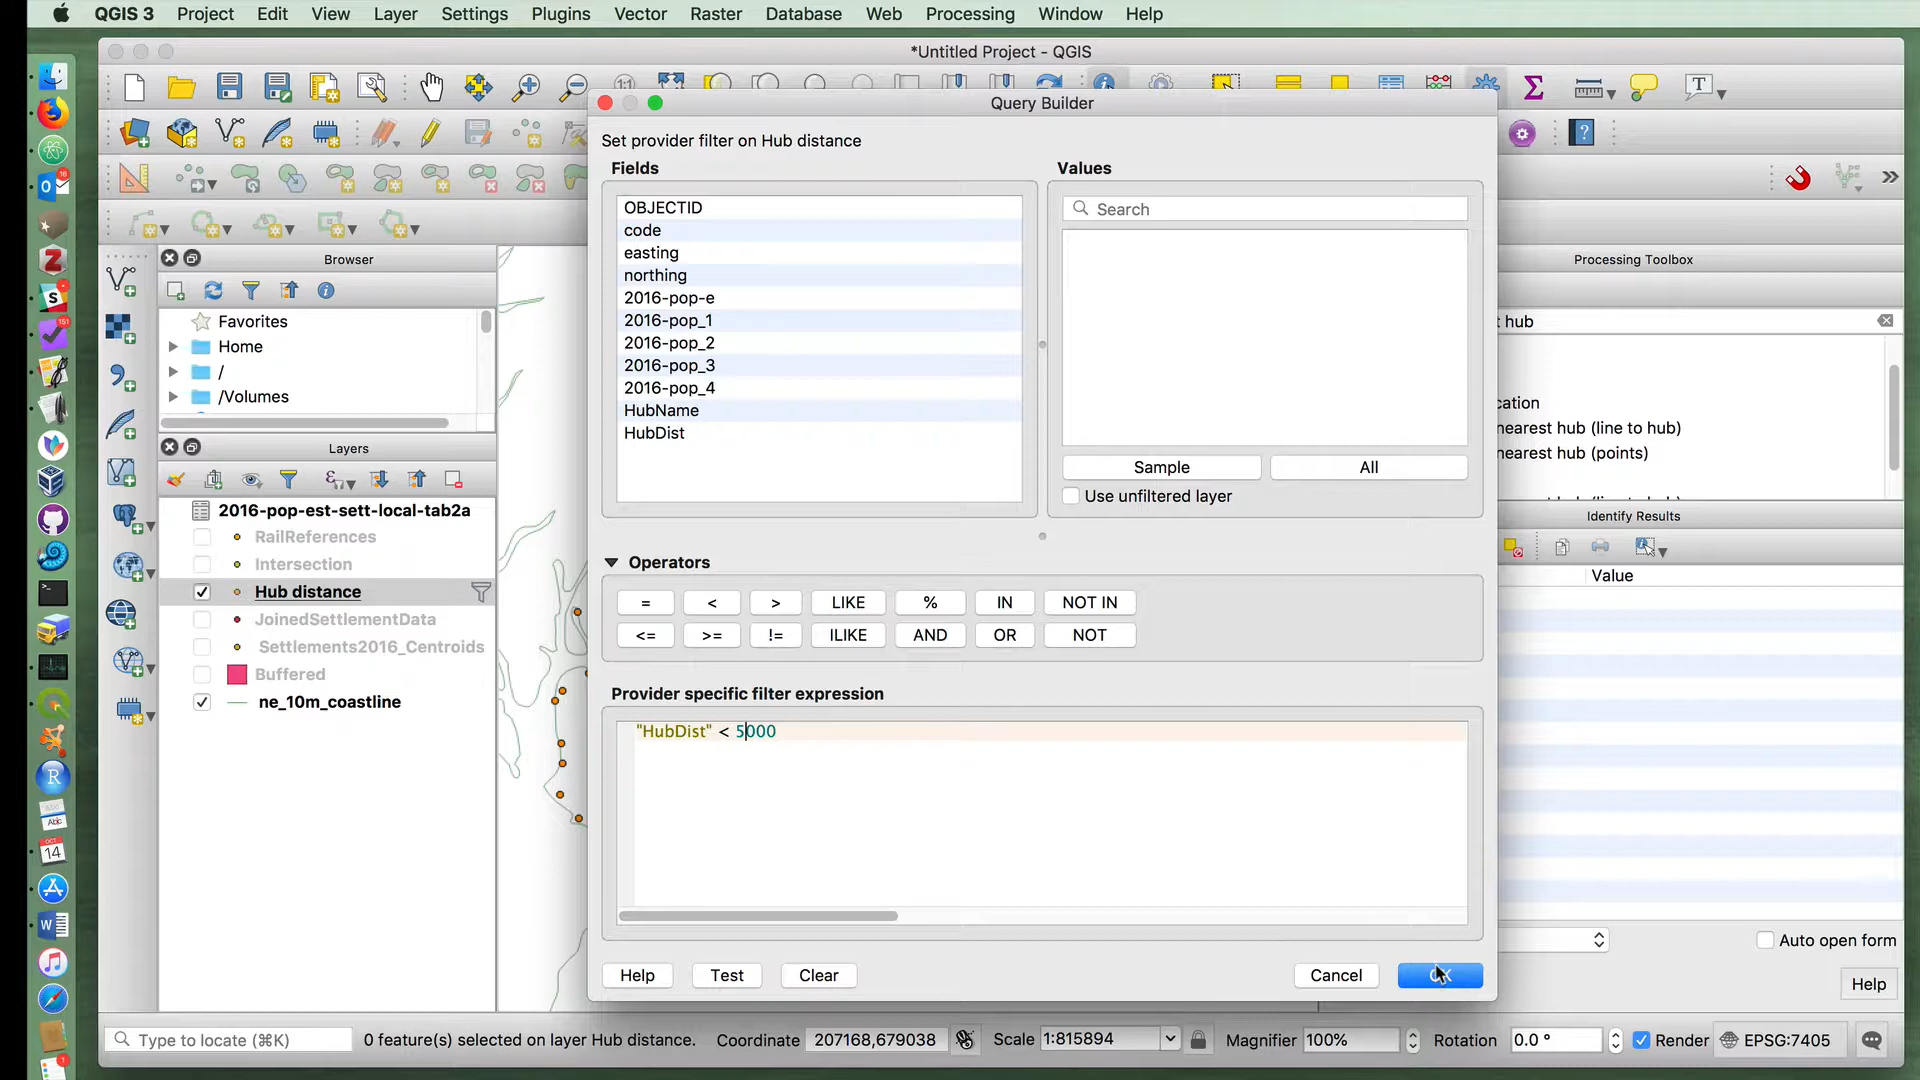 QGIS 3 Project Edit View Layer Settings Plugins Vector Raster Database Web Processing Window Help
*Untitled Project - QGIS
Query Builder
Set provider filter on Hub distance
Fields
OBJECTID
code
easting
northing
2016-pop-e
2016-pop_1
2016-pop_2
2016-pop_3
2016-pop_4
HubName
HubDist
Values
Search
Sample All
Use unfiltered layer
Operators
= < > LIKE % IN NOT IN
<= >= != ILIKE AND OR NOT
Provider specific filter expression
"HubDist" < 5000
Help Test Clear Cancel OK
Browser
Favorites
Home
/
/Volumes
Layers
2016-pop-est-sett-local-tab2a
RailReferences
Intersection
Hub distance
JoinedSettlementData
Settlements2016_Centroids
Buffered
ne_10m_coastline
Processing Toolbox
t hub
cation
nearest hub (line to hub)
nearest hub (points)
Identify Results
Value
Auto open form
Help
Type to locate (⌘K) 0 feature(s) selected on layer Hub distance. Coordinate 207168,679038 Scale 1:815894 Magnifier 100% Rotation 0.0 ° Render EPSG:7405